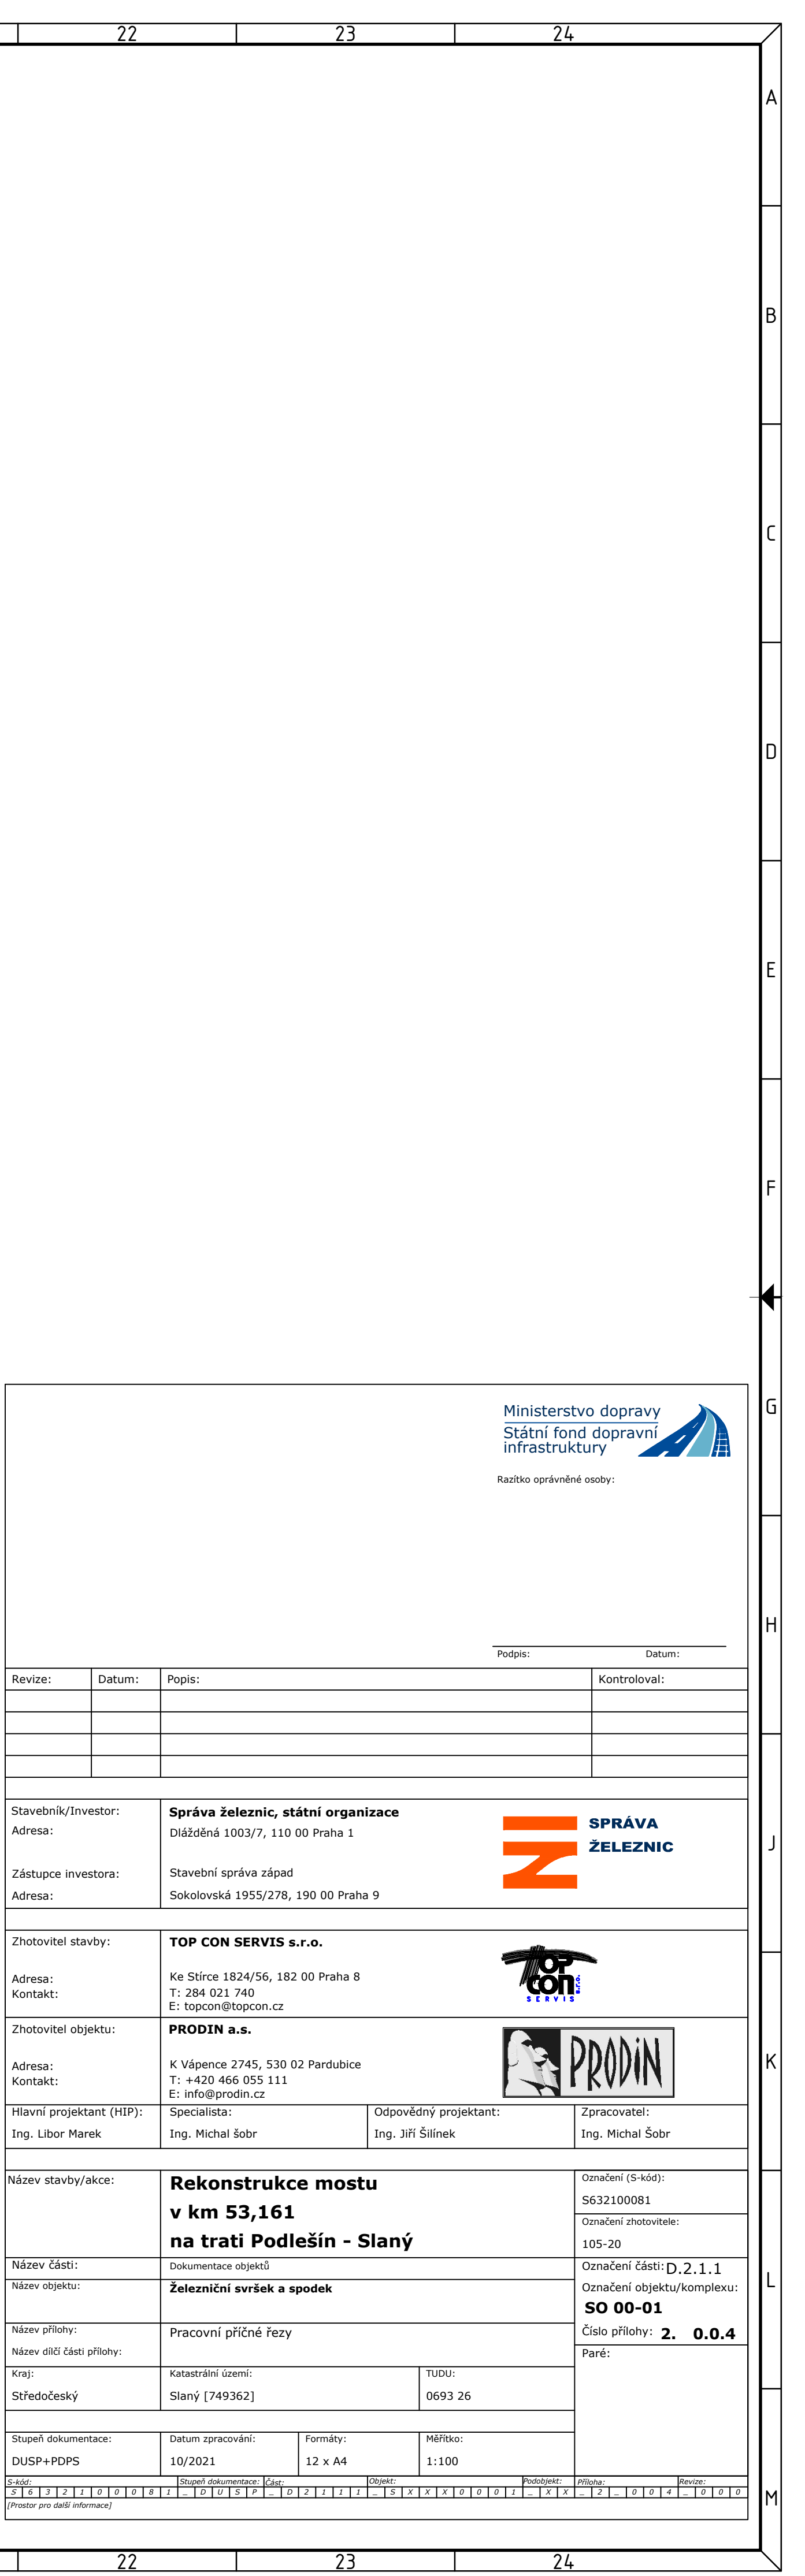 22 23 24
A
B
C
D
E
F
G
H
J
K
L
M
Ministerstvo dopravy
Státní fond dopravní
infrastruktury
Razítko oprávněné osoby:
Podpis: Datum:
Revize: Datum: Popis: Kontroloval:
Stavebník/Investor: Správa železnic, státní organizace
Adresa: Dlážděná 1003/7, 110 00 Praha 1
SPRÁVA
ŽELEZNIC
Zástupce investora: Stavební správa západ
Adresa: Sokolovská 1955/278, 190 00 Praha 9
Zhotovitel stavby: TOP CON SERVIS s.r.o.
Adresa: Ke Stírce 1824/56, 182 00 Praha 8
Kontakt: T: 284 021 740
E: topcon@topcon.cz
TOP
CON
SERVIS
s.r.o.
Zhotovitel objektu: PRODIN a.s.
Adresa: K Vápence 2745, 530 02 Pardubice
Kontakt: T: +420 466 055 111
E: info@prodin.cz
PRODIN
Hlavní projektant (HIP): Specialista: Odpovědný projektant: Zpracovatel:
Ing. Libor Marek Ing. Michal šobr Ing. Jiří Šilínek Ing. Michal Šobr
Název stavby/akce: Rekonstrukce mostu
v km 53,161
na trati Podlešín - Slaný
Označení (S-kód):
S632100081
Označení zhotovitele:
105-20
Název části: Dokumentace objektů
Označení části: D.2.1.1
Název objektu: Železniční svršek a spodek
Označení objektu/komplexu:
SO 00-01
Název přílohy: Pracovní příčné řezy
Číslo přílohy: 2. 0.0.4
Název dílčí části přílohy:
Paré:
Kraj: Katastrální území: TUDU:
Středočeský Slaný [749362] 0693 26
Stupeň dokumentace: Datum zpracování: Formáty: Měřítko:
DUSP+PDPS 10/2021 12 x A4 1:100
S-kód: Stupeň dokumentace: Část: Objekt: Podobjekt: Příloha: Revize:
S 6 3 2 1 0 0 0 8 1 _ D U S P _ D 2 1 1 1 _ S X X X 0 0 0 1 _ X X _ 2 _ 0 0 4 _ 0 0 0
[Prostor pro další informace]
22 23 24